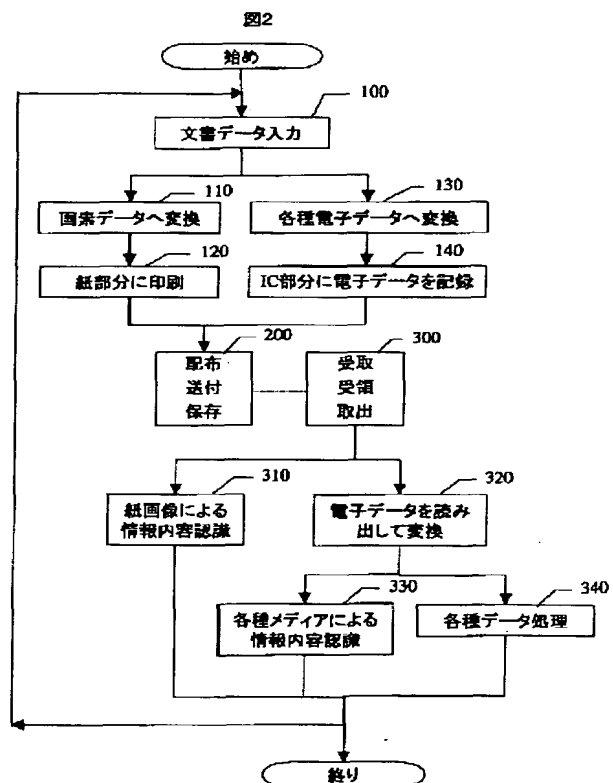 図2
始め
100
文書データ入力
110
画素データへ変換
130
各種電子データへ変換
120
紙部分に印刷
140
IC部分に電子データを記録
200
配布
送付
保存
300
受取
受領
取出
310
紙画像による
情報内容認識
320
電子データを読み
出して変換
330
各種メディアによる
情報内容認識
340
各種データ処理
終り